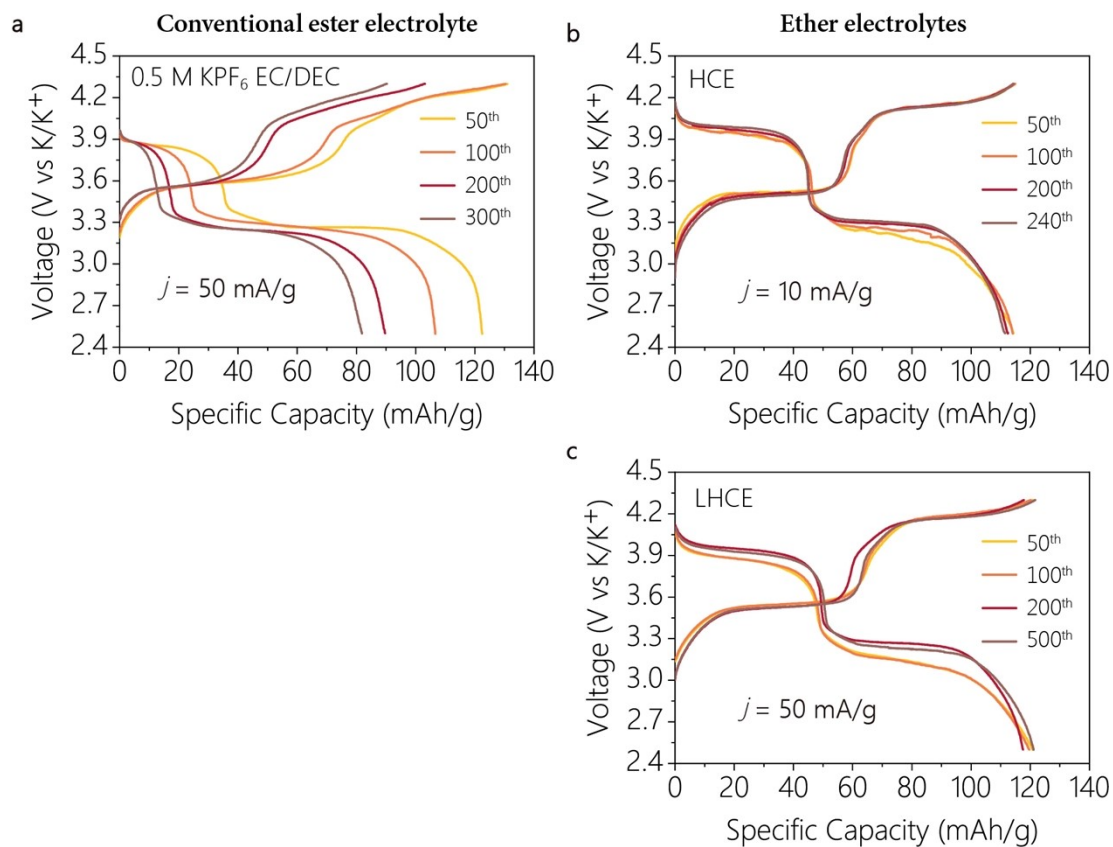 a
Conventional ester electrolyte
4.5
4.2
3.9
3.6
3.3
3.0
2.7
2.4
Voltage (V vs K/K⁺)
0.5 M KPF₆ EC/DEC
50ᵗʰ
100ᵗʰ
200ᵗʰ
300ᵗʰ
j = 50 mA/g
0 20 40 60 80 100 120 140
Specific Capacity (mAh/g)
b
Ether electrolytes
4.5
4.2
3.9
3.6
3.3
3.0
2.7
2.4
Voltage (V vs K/K⁺)
HCE
50ᵗʰ
100ᵗʰ
200ᵗʰ
240ᵗʰ
j = 10 mA/g
0 20 40 60 80 100 120 140
Specific Capacity (mAh/g)
c
4.5
4.2
3.9
3.6
3.3
3.0
2.7
2.4
Voltage (V vs K/K⁺)
LHCE
50ᵗʰ
100ᵗʰ
200ᵗʰ
500ᵗʰ
j = 50 mA/g
0 20 40 60 80 100 120 140
Specific Capacity (mAh/g)